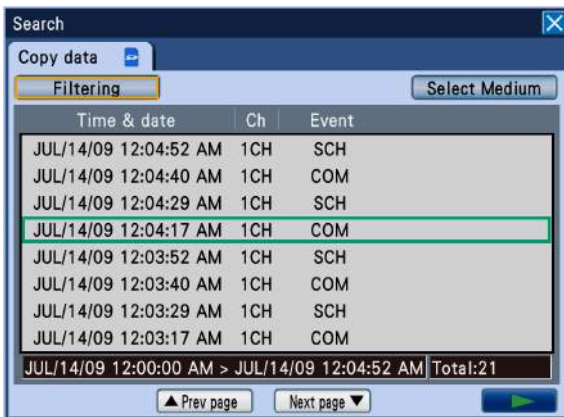 Search
Copy data
Filtering Select Medium
Time & date Ch Event
JUL/14/09 12:04:52 AM 1CH SCH
JUL/14/09 12:04:40 AM 1CH COM
JUL/14/09 12:04:29 AM 1CH SCH
JUL/14/09 12:04:17 AM 1CH COM
JUL/14/09 12:03:52 AM 1CH SCH
JUL/14/09 12:03:40 AM 1CH COM
JUL/14/09 12:03:29 AM 1CH SCH
JUL/14/09 12:03:17 AM 1CH COM
JUL/14/09 12:00:00 AM > JUL/14/09 12:04:52 AM Total:21
▲ Prev page Next page ▼